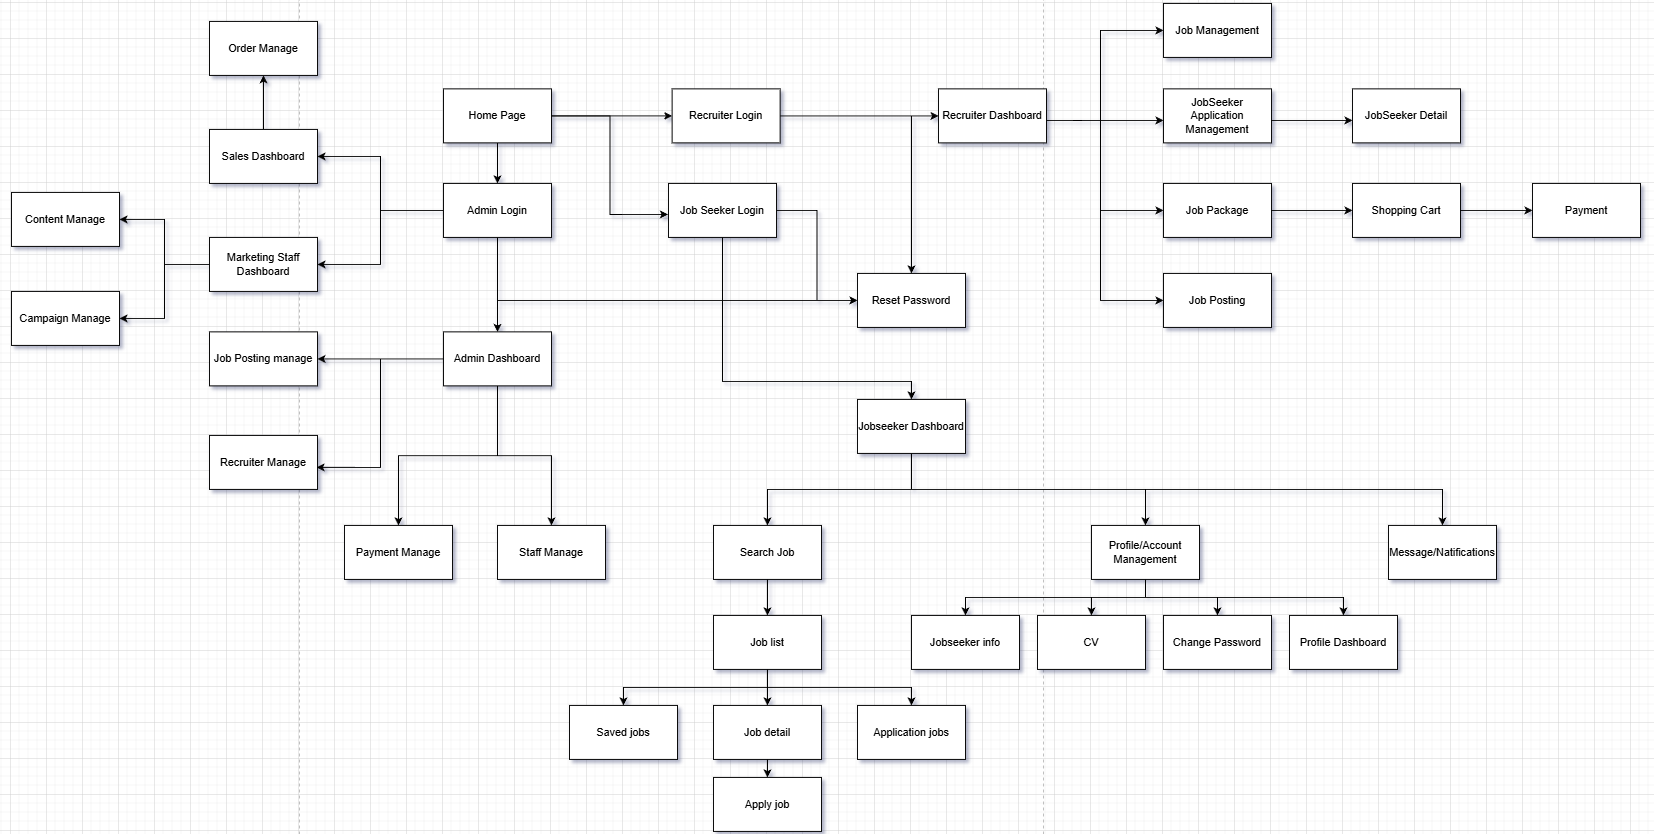 Job Management
Order Manage
Home Page
Recruiter Login
Recruiter Dashboard
JobSeeker
Application
Management
JobSeeker Detail
Sales Dashboard
Content Manage
Admin Login
Job Seeker Login
Job Package
Shopping Cart
Payment
Marketing Staff
Dashboard
Reset Password
Job Posting
Campaign Manage
Job Posting manage
Admin Dashboard
Jobseeker Dashboard
Recruiter Manage
Payment Manage
Staff Manage
Search Job
Profile/Account
Management
Message/Notifications
Job list
Jobseeker info
CV
Change Password
Profile Dashboard
Saved jobs
Job detail
Application jobs
Apply job